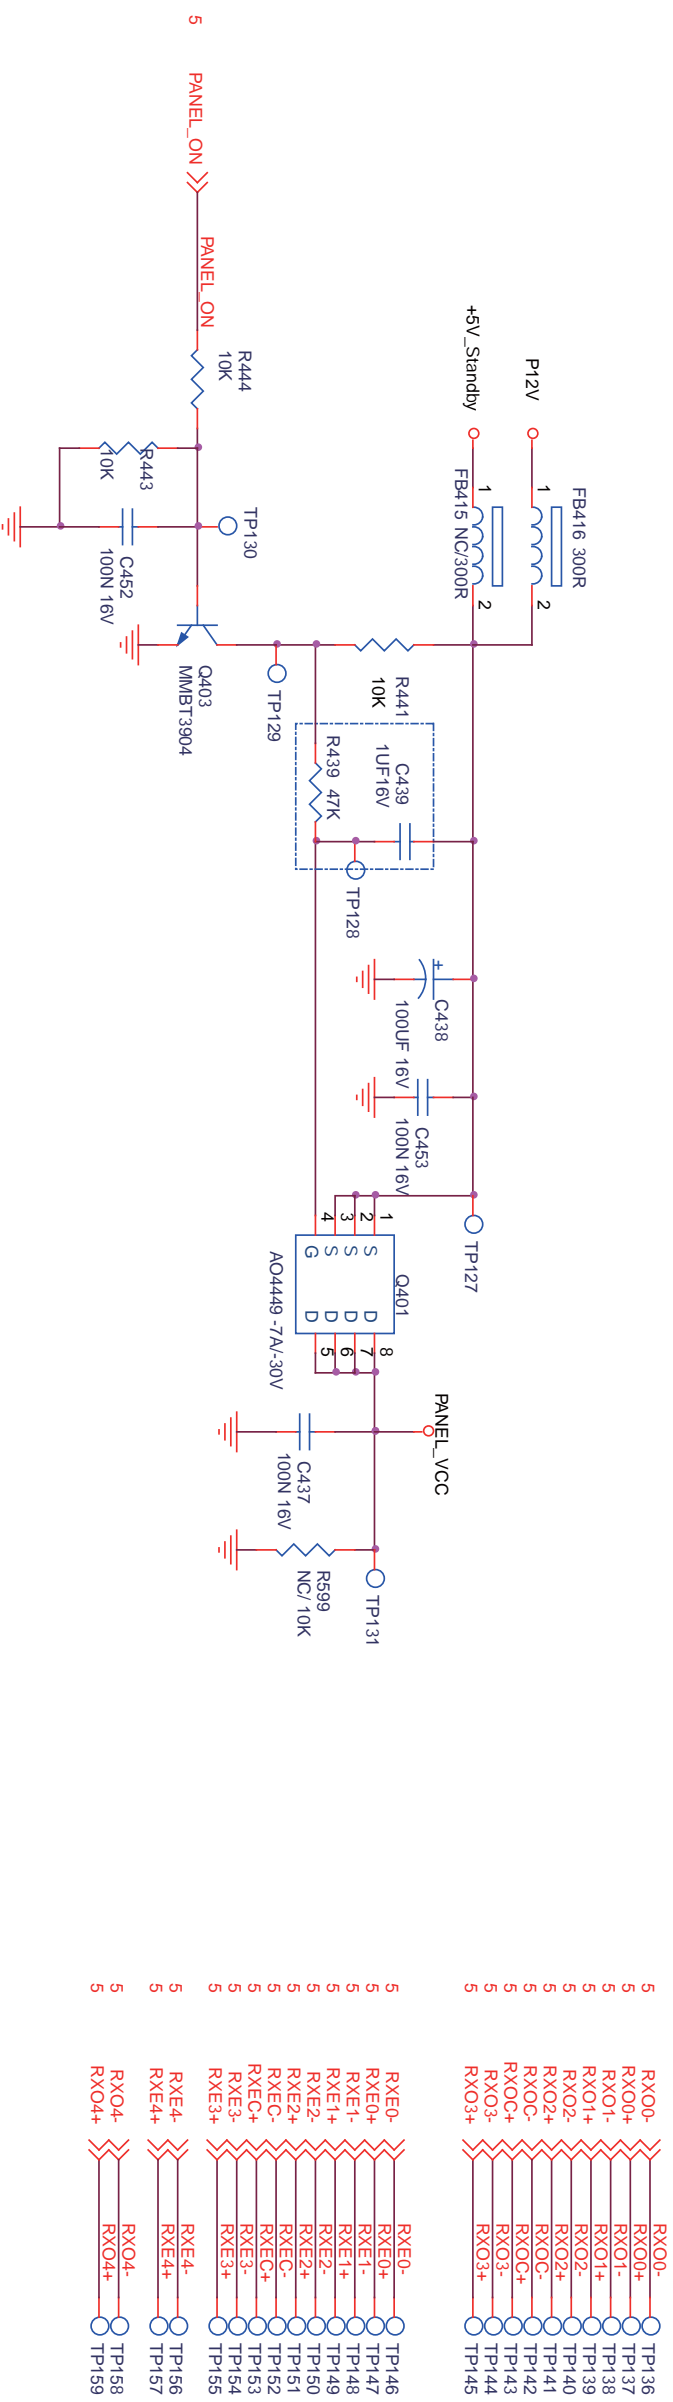 5 PANEL_ON
PANEL_ON
R444
10K
R443
10K
TP130
C452
100N 16V
Q403
MMBT3904
TP129
+5V_Standby
P12V
FB416 300R
1
2
FB415 NC/300R
1
2
R441
10K
R439 47K
C439
1UF16V
TP128
C438
100UF 16V
C453
100N 16V
TP127
Q401
AO4449 -7A/-30V
1
2
3
4
S
S
S
G
D
D
D
D
8
7
6
5
PANEL_VCC
C437
100N 16V
R599
NC/ 10K
TP131
5 RXO0- RXO0- TP136
5 RXO0+ RXO0+ TP137
5 RXO1- RXO1- TP138
5 RXO1+ RXO1+ TP139
5 RXO2- RXO2- TP140
5 RXO2+ RXO2+ TP141
5 RXOC- RXOC- TP142
5 RXOC+ RXOC+ TP143
5 RXO3- RXO3- TP144
5 RXO3+ RXO3+ TP145
5 RXE0- RXE0- TP146
5 RXE0+ RXE0+ TP147
5 RXE1- RXE1- TP148
5 RXE1+ RXE1+ TP149
5 RXE2- RXE2- TP150
5 RXE2+ RXE2+ TP151
5 RXEC- RXEC- TP152
5 RXEC+ RXEC+ TP153
5 RXE3- RXE3- TP154
5 RXE3+ RXE3+ TP155
5 RXE4- RXE4- TP156
5 RXE4+ RXE4+ TP157
5 RXO4- RXO4- TP158
5 RXO4+ RXO4+ TP159